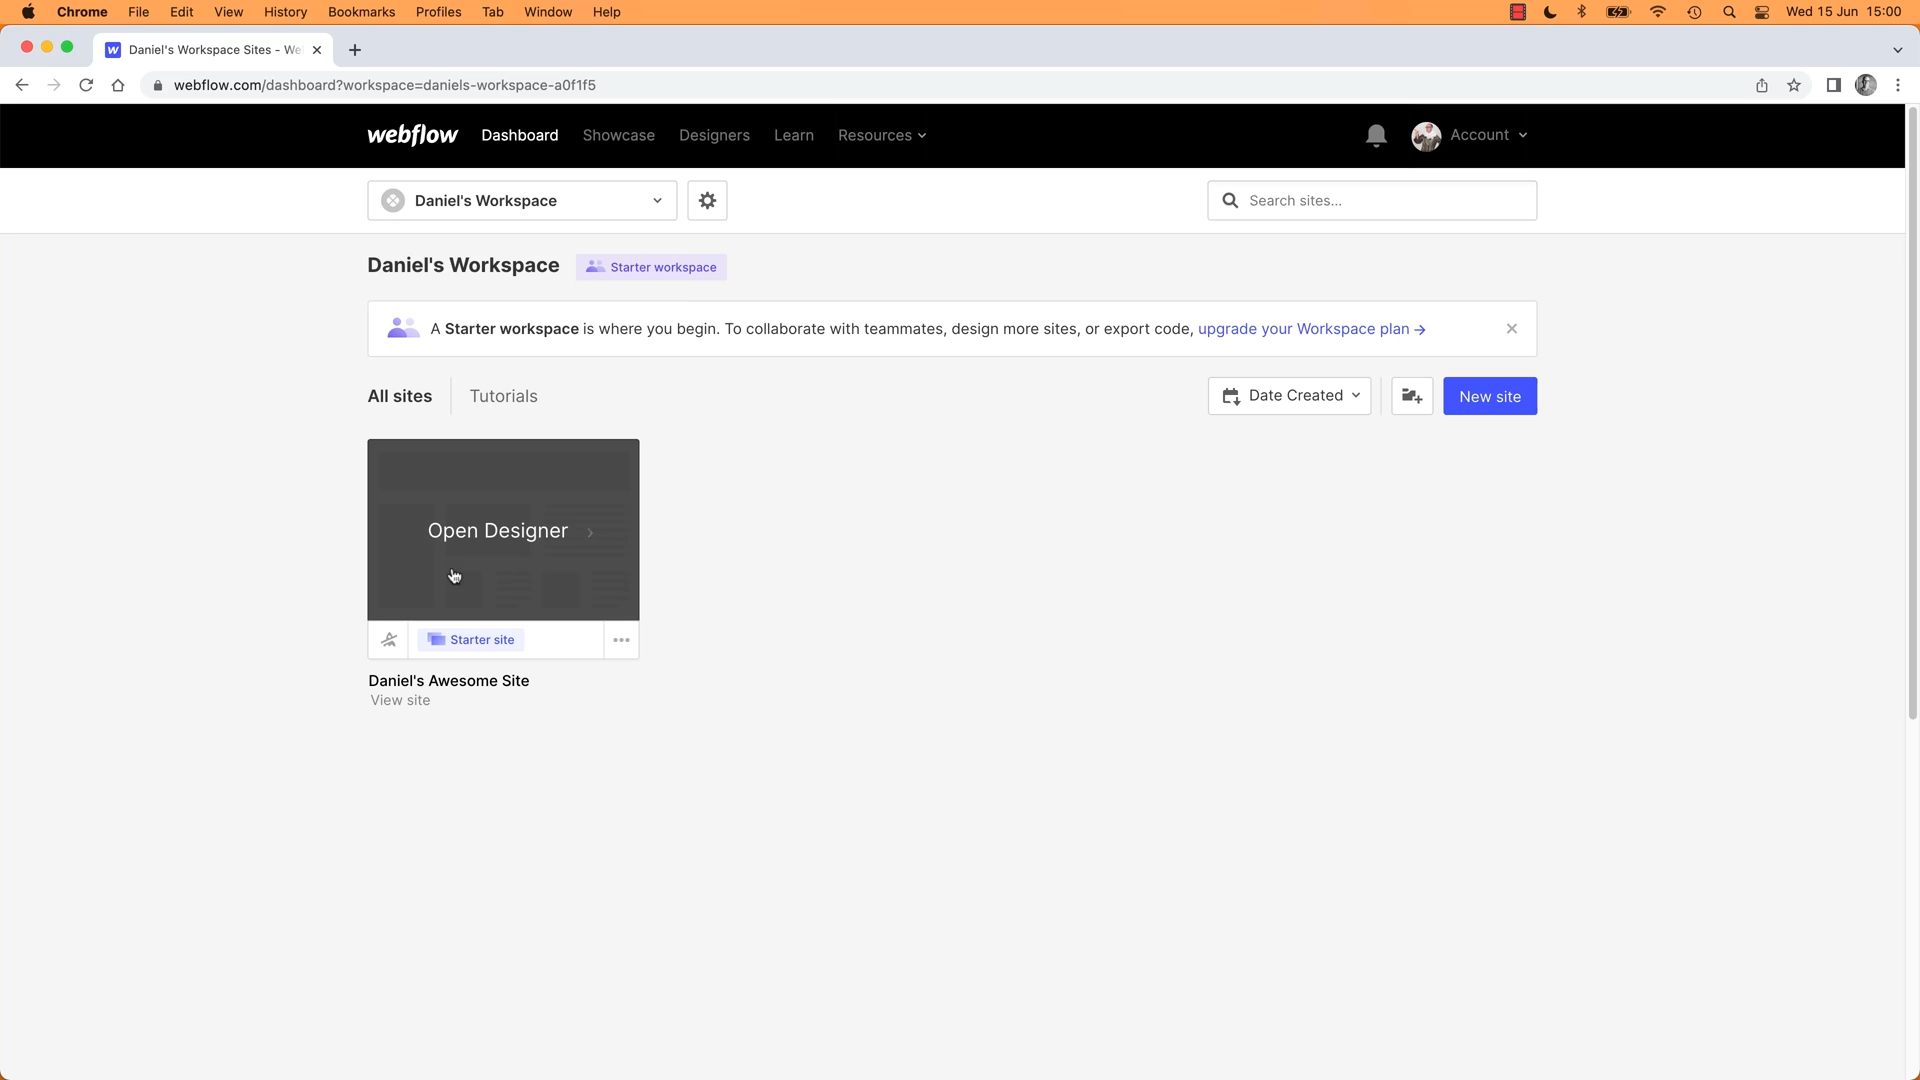 Chrome File Edit View History Bookmarks Profiles Tab Window Help Wed 15 Jun 15:00
Daniel's Workspace Sites - We
webflow.com/dashboard?workspace=daniels-workspace-a0f1f5
webflow Dashboard Showcase Designers Learn Resources Account
Daniel's Workspace Search sites...
Daniel's Workspace Starter workspace
A Starter workspace is where you begin. To collaborate with teammates, design more sites, or export code, upgrade your Workspace plan →
All sites Tutorials Date Created New site
Open Designer
Starter site
Daniel's Awesome Site
View site